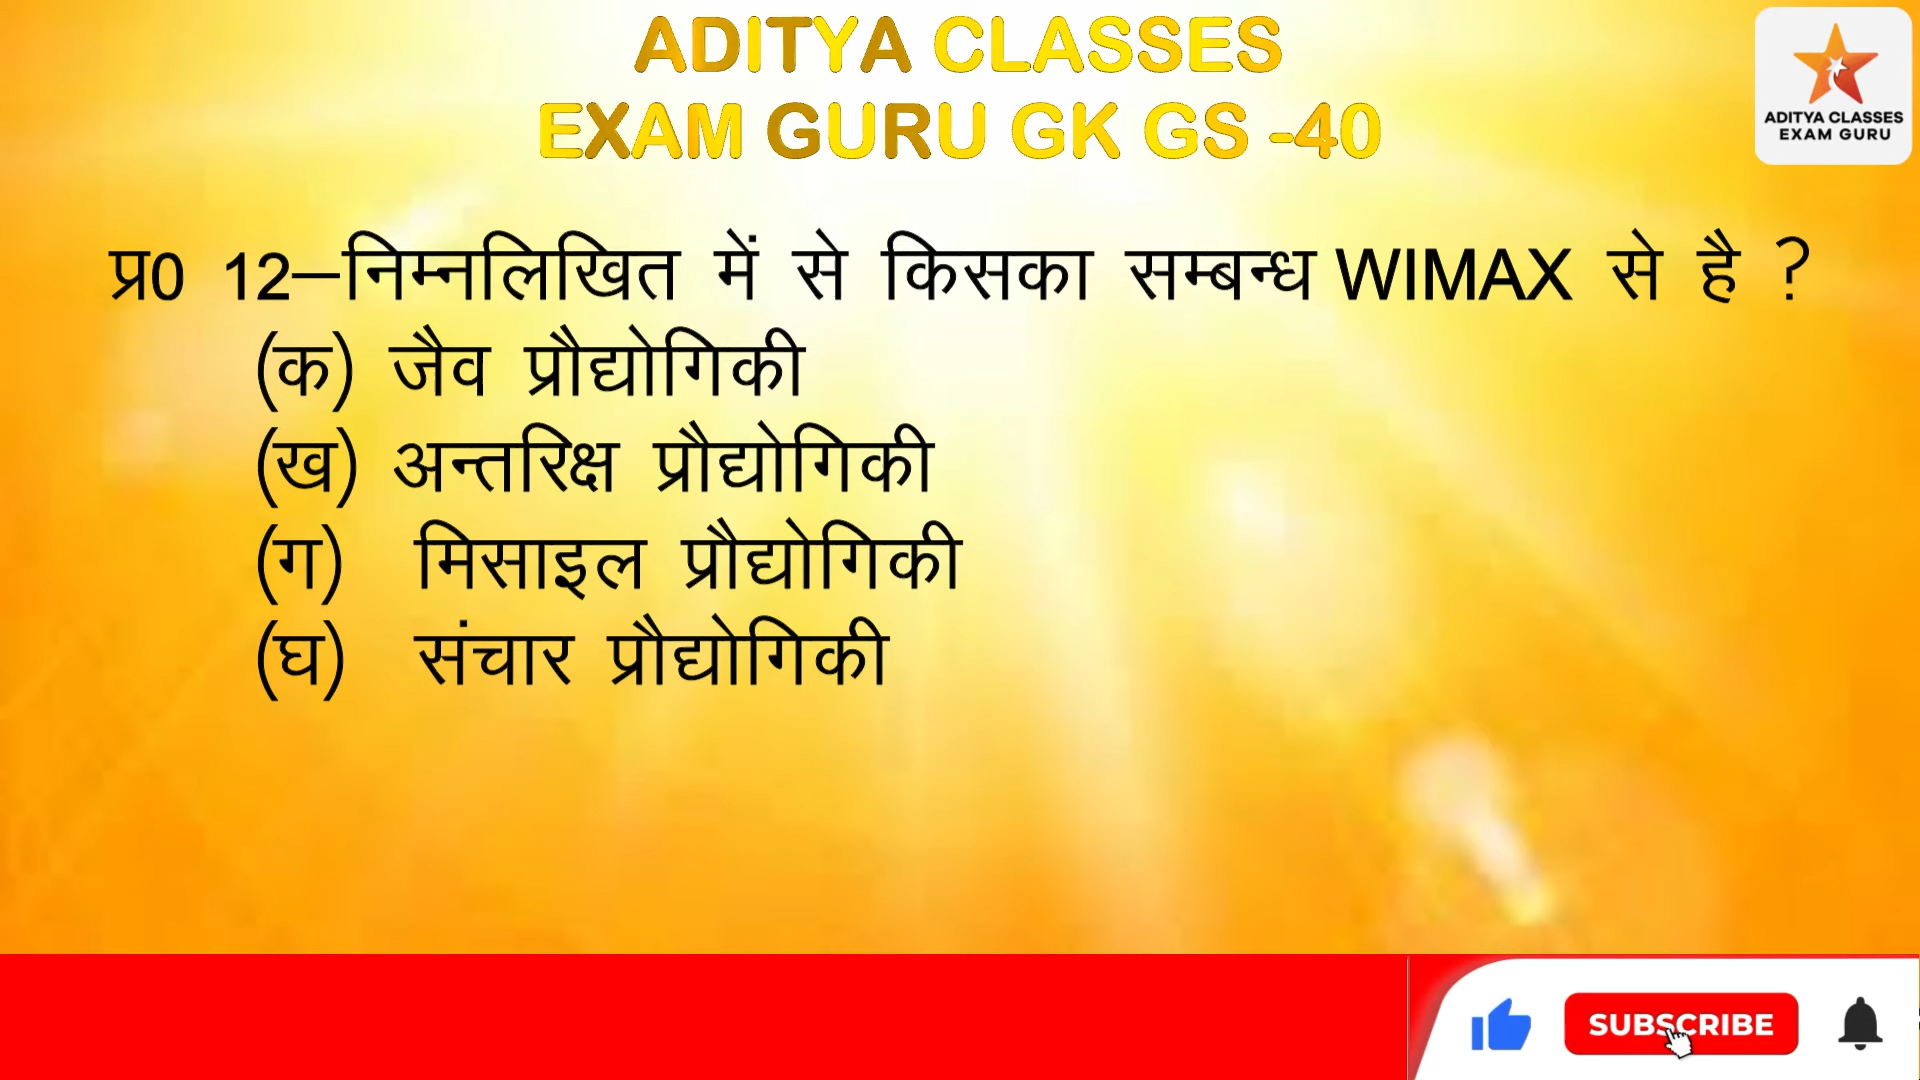 ADITYA CLASSES
EXAM GURU GK GS -40
ADITYA CLASSES
EXAM GURU
प्र0 12–निम्नलिखित में से किसका सम्बन्ध WIMAX से है ?
(क) जैव प्रौद्योगिकी
(ख) अन्तरिक्ष प्रौद्योगिकी
(ग) मिसाइल प्रौद्योगिकी
(घ) संचार प्रौद्योगिकी
SUBSCRIBE